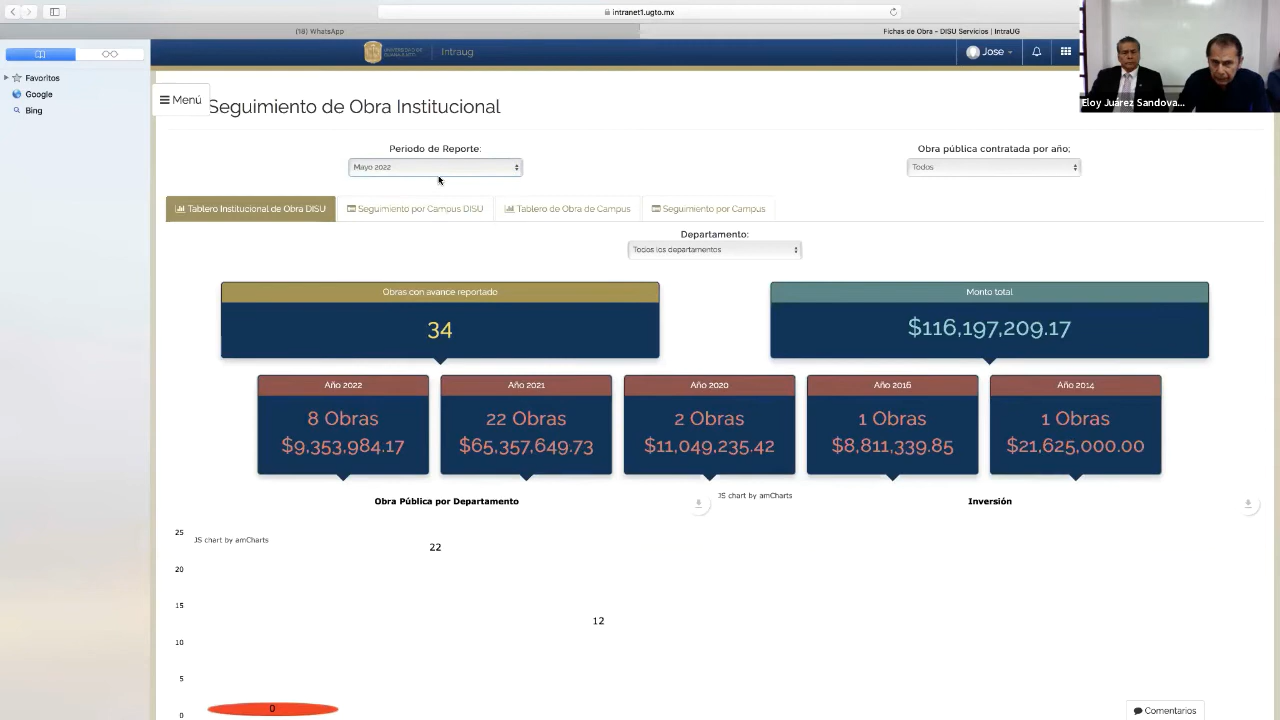 intranet1.ugto.mx
(18) WhatsApp
Fichas de Obra – DISU Servicios | IntraUG
Favoritos
Google
Bing
UNIVERSIDAD DE GUANAJUATO
Intraug
Jose
Eloy Juárez Sandova...
Menú
Seguimiento de Obra Institucional
Periodo de Reporte:
Mayo 2022
Obra pública contratada por año:
Todos
Tablero Institucional de Obra DISU
Seguimiento por Campus DISU
Tablero de Obra de Campus
Seguimiento por Campus
Departamento:
Todos los departamentos
Obras con avance reportado
34
Monto total
$116,197,209.17
Año 2022
8 Obras
$9,353,984.17
Año 2021
22 Obras
$65,357,649.73
Año 2020
2 Obras
$11,049,235.42
Año 2016
1 Obras
$8,811,339.85
Año 2014
1 Obras
$21,625,000.00
Obra Pública por Departamento
JS chart by amCharts
Inversión
25
JS chart by amCharts
22
20
15
12
10
5
0
0
Comentarios